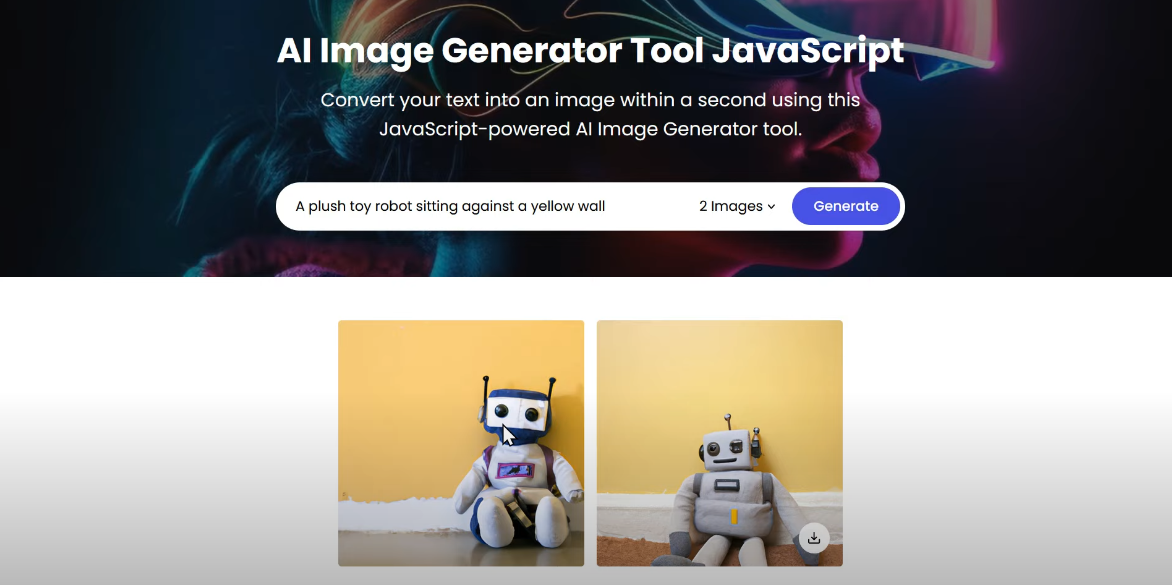 AI Image Generator Tool JavaScript
Convert your text into an image within a second using this
JavaScript-powered AI Image Generator tool.
A plush toy robot sitting against a yellow wall
2 Images
Generate